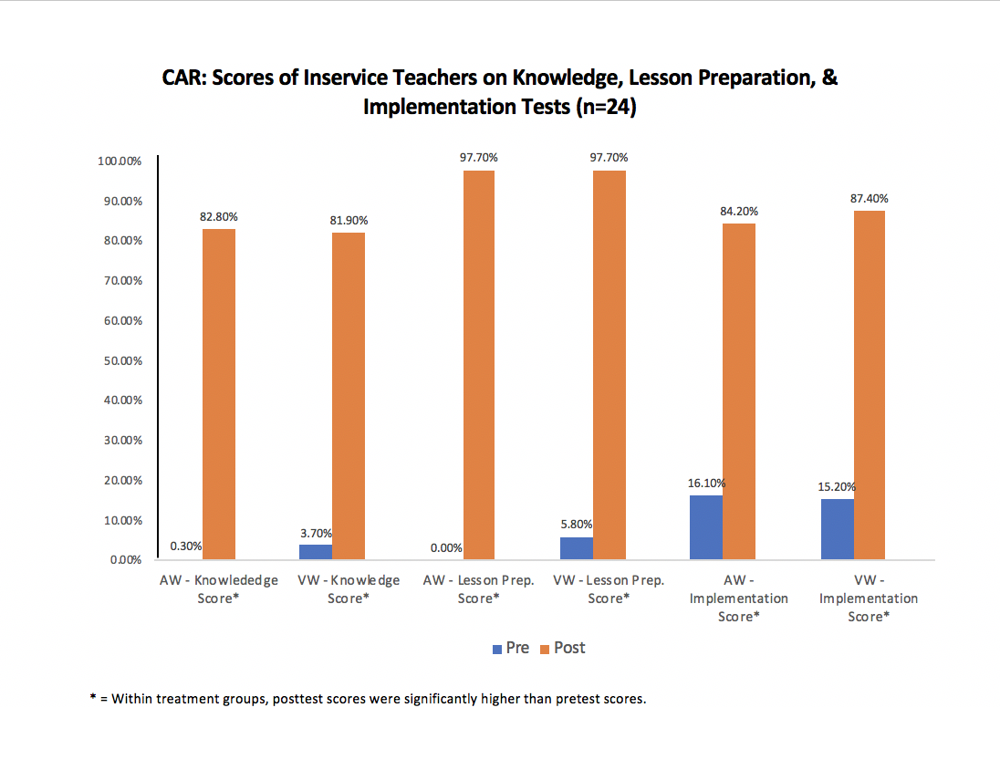 CAR: Scores of Inservice Teachers on Knowledge, Lesson Preparation, &
Implementation Tests (n=24)
100.00%
90.00%
80.00%
70.00%
60.00%
50.00%
40.00%
30.00%
20.00%
10.00%
0.00%
0.30%
82.80%
3.70%
81.90%
0.00%
97.70%
5.80%
97.70%
16.10%
84.20%
15.20%
87.40%
AW - Knowlededge
Score*
VW - Knowledge
Score*
AW - Lesson Prep.
Score*
VW - Lesson Prep.
Score*
AW -
Implementation
Score*
VW -
Implementation
Score*
Pre Post
* = Within treatment groups, posttest scores were significantly higher than pretest scores.